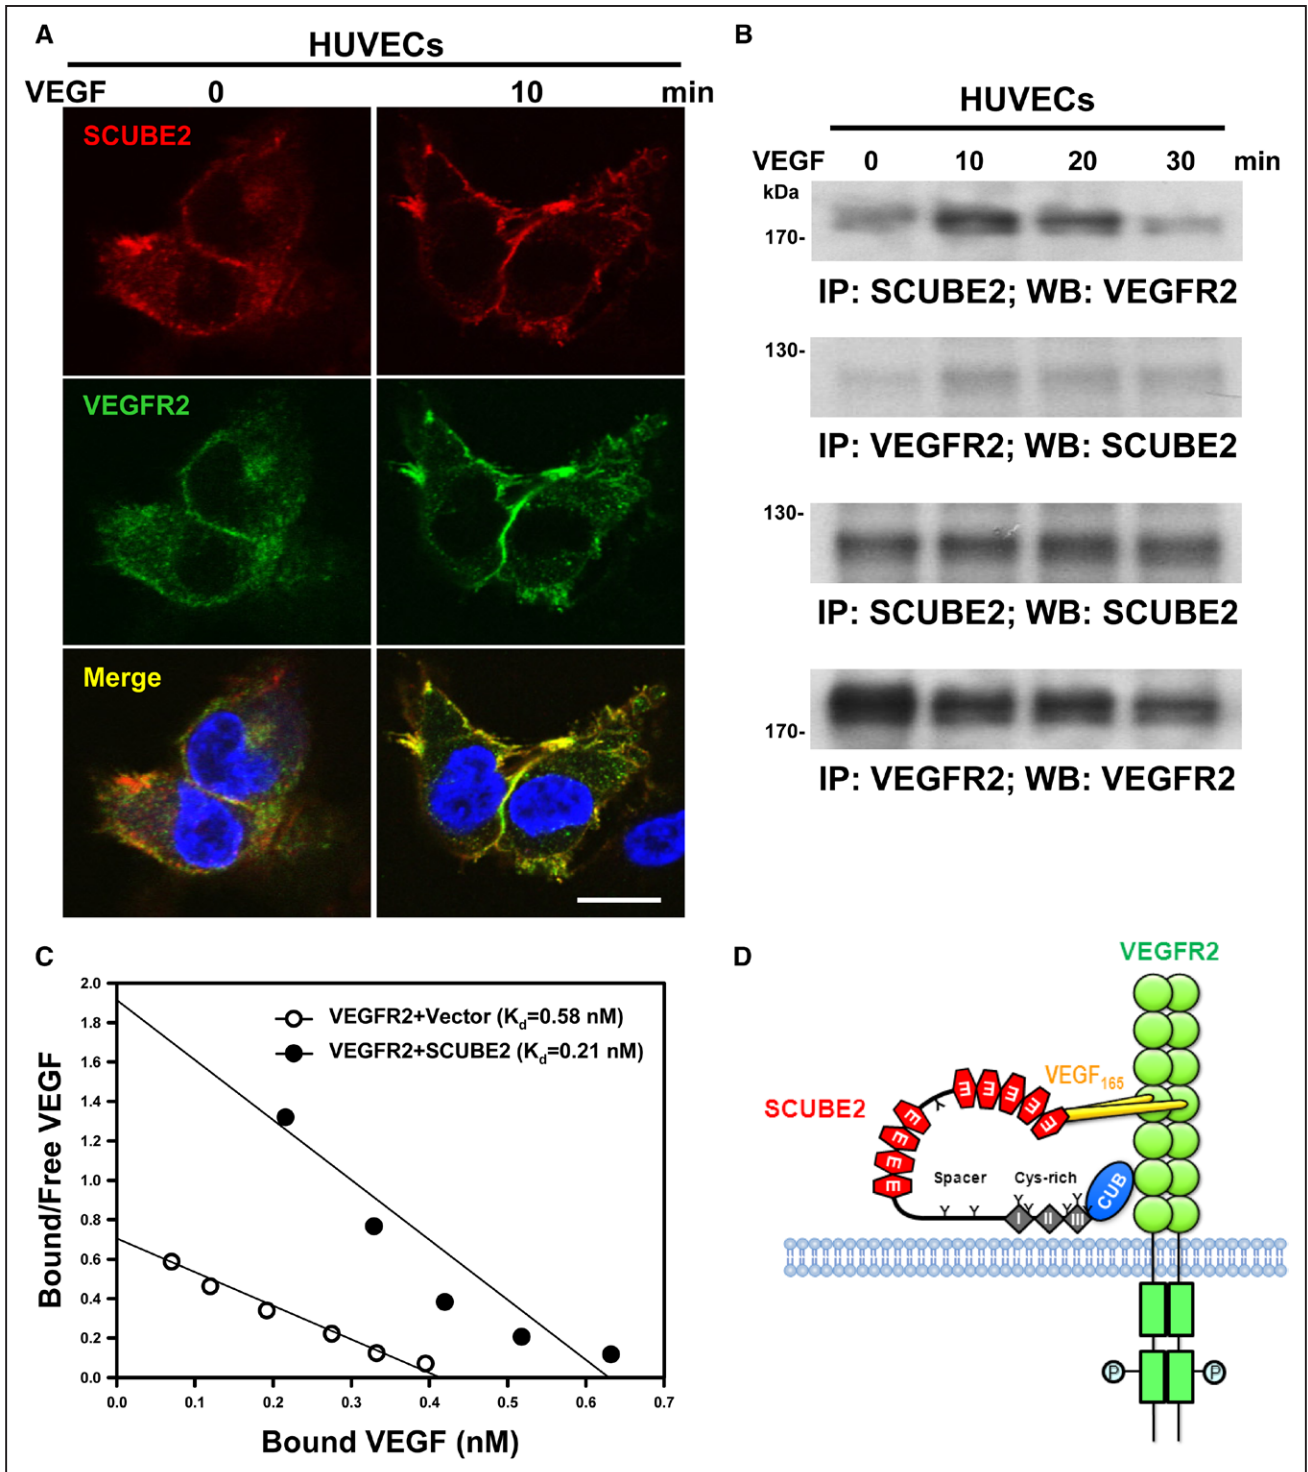 A
HUVECs
VEGF 0 10 min
SCUBE2
VEGFR2
Merge
B
HUVECs
VEGF 0 10 20 30 min
kDa
170-
IP: SCUBE2; WB: VEGFR2
130-
IP: VEGFR2; WB: SCUBE2
130-
IP: SCUBE2; WB: SCUBE2
170-
IP: VEGFR2; WB: VEGFR2
C
Bound/Free VEGF
2.0
1.8
1.6
1.4
1.2
1.0
0.8
0.6
0.4
0.2
0.0
VEGFR2+Vector (Kd=0.58 nM)
VEGFR2+SCUBE2 (Kd=0.21 nM)
0.0 0.1 0.2 0.3 0.4 0.5 0.6 0.7
Bound VEGF (nM)
D
VEGFR2
VEGF165
SCUBE2
E E E E E
E E E E
Spacer Cys-rich
Y Y Y Y Y Y Y
I II III
CUB
P P